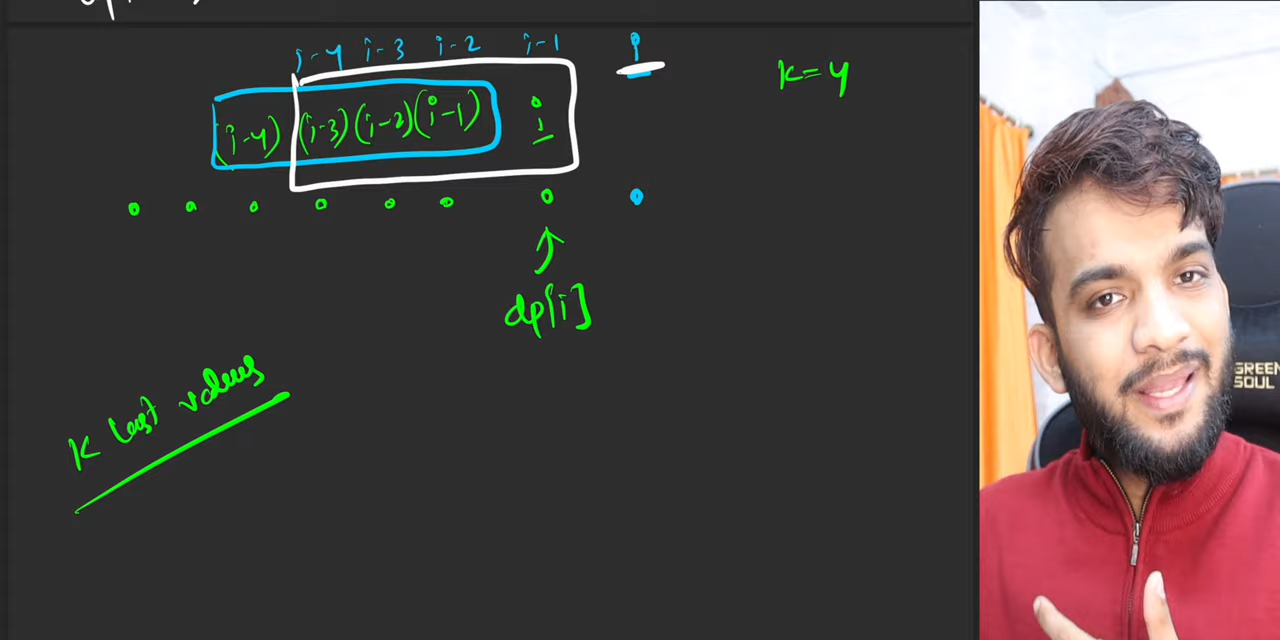 i-4 i-3 i-2 i-1 i
K=4
(i-4) (i-3) (i-2) (i-1) i
dp[i]
K last values
GREEN
SOUL